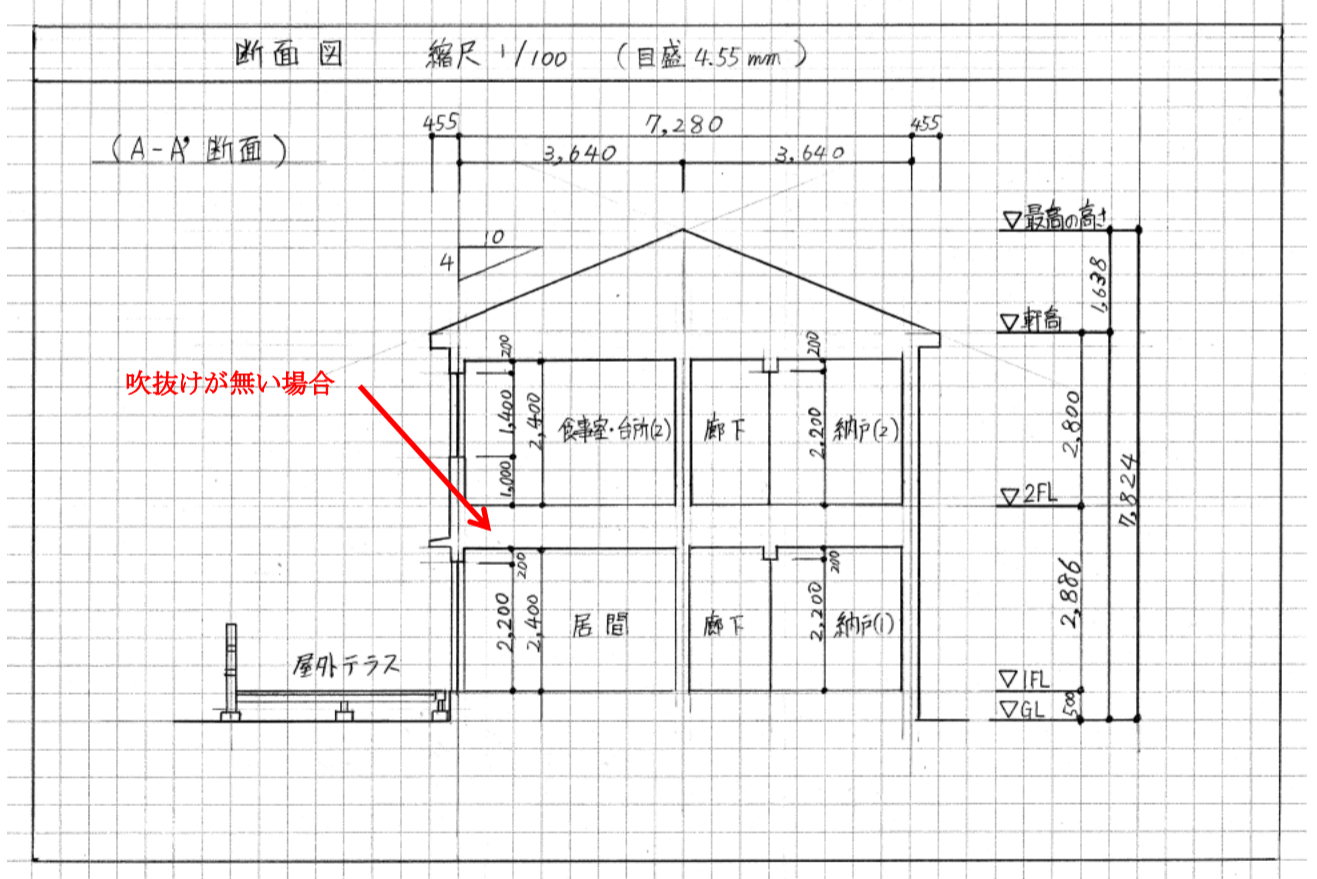 断面図 縮尺 1/100 (目盛 4.55mm)
(A-A' 断面)
455 7,280 455
3,640 3,640
10
4
▽最高の高さ
1,638
▽軒高
吹抜けが無い場合
200
1,400
1,000
2,400
食事室・台所(2)
廊下
200
2,200
納戸(2)
2,800
▽2FL
7,824
200
2,200
2,400
居間
廊下
200
2,200
納戸(1)
2,886
屋外テラス
▽1FL
500
▽GL